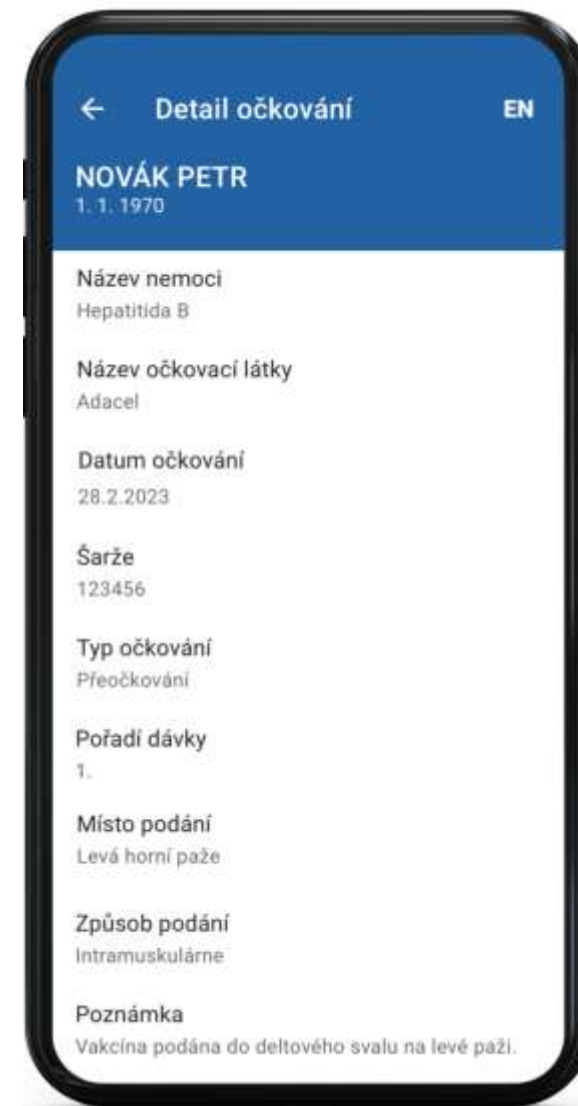 ← Detail očkování EN
NOVÁK PETR
1. 1. 1970
Název nemoci
Hepatitida B
Název očkovací látky
Adacel
Datum očkování
28.2.2023
Šarže
123456
Typ očkování
Přeočkování
Pořadí dávky
1.
Místo podání
Levá horní paže
Způsob podání
Intramuskulárne
Poznámka
Vakcína podána do deltového svalu na levé paži.